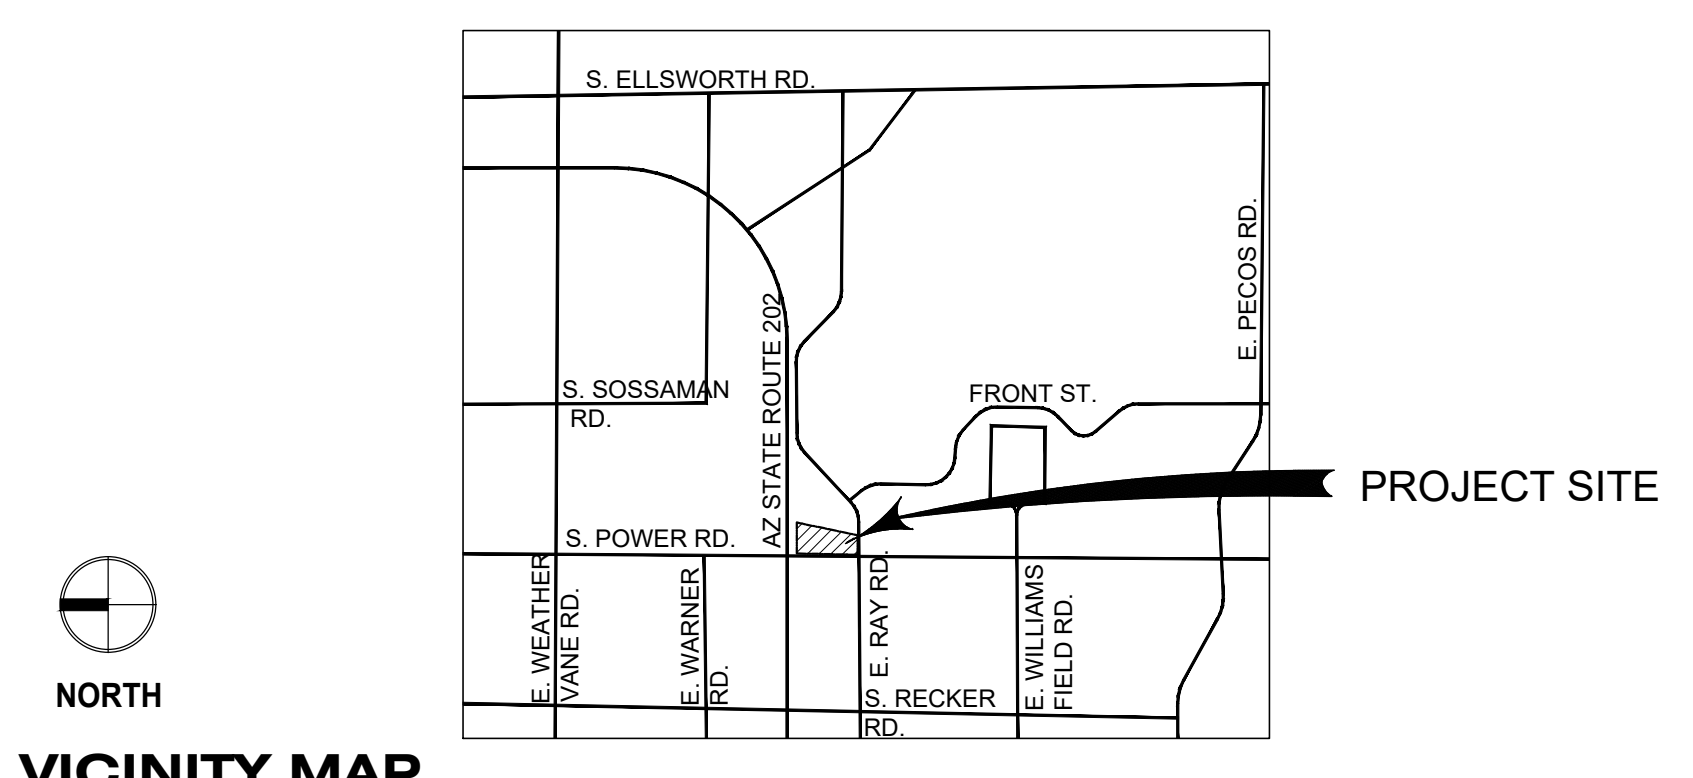 S. ELLSWORTH RD.
E. PECOS RD.
AZ STATE ROUTE 202
S. SOSSAMAN
RD.
FRONT ST.
PROJECT SITE
S. POWER RD.
E. WEATHER
VANE RD.
E. WARNER
RD.
E. RAY RD.
E. WILLIAMS
FIELD RD.
S. RECKER
RD.
NORTH
VICINITY MAP